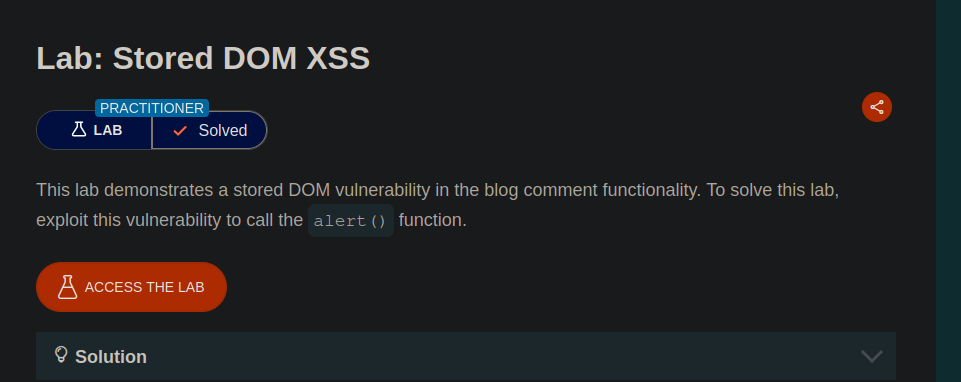 Lab: Stored DOM XSS
PRACTITIONER
LAB
Solved
This lab demonstrates a stored DOM vulnerability in the blog comment functionality. To solve this lab,
exploit this vulnerability to call the alert() function.
ACCESS THE LAB
Solution